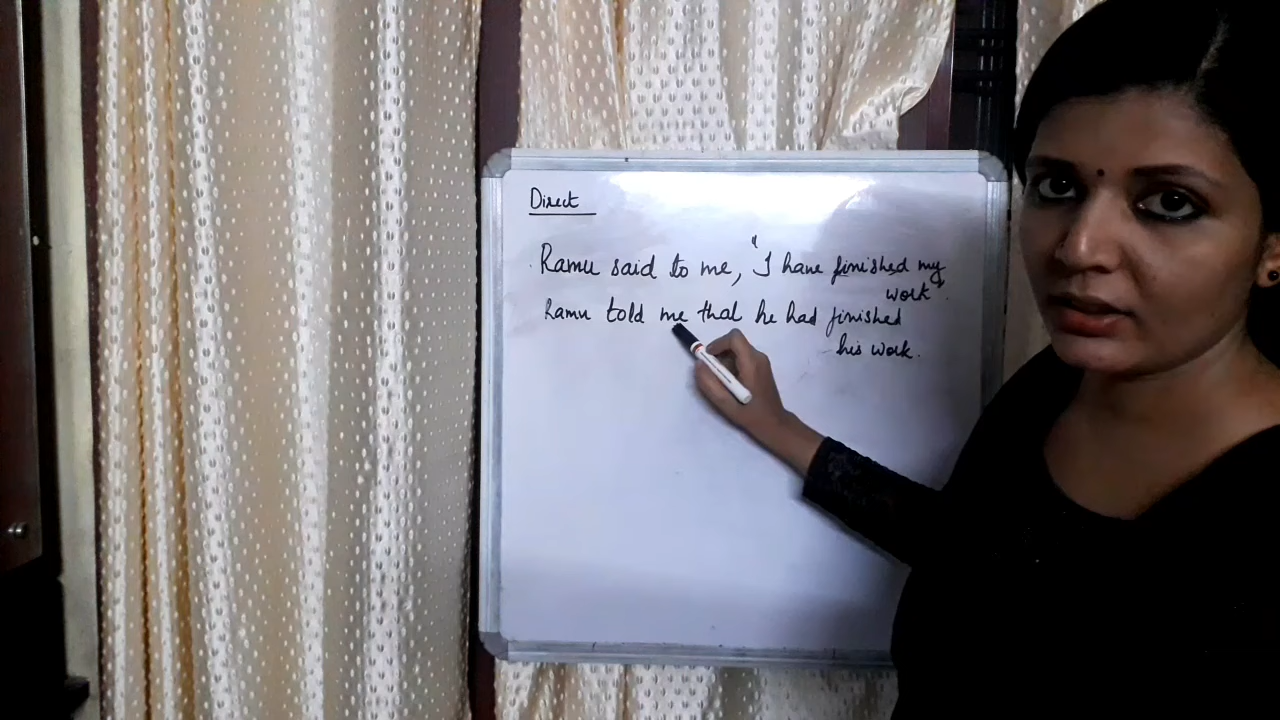 Direct
Ramu said to me, "I have finished my
work".
Ramu told me that he had finished
his work.